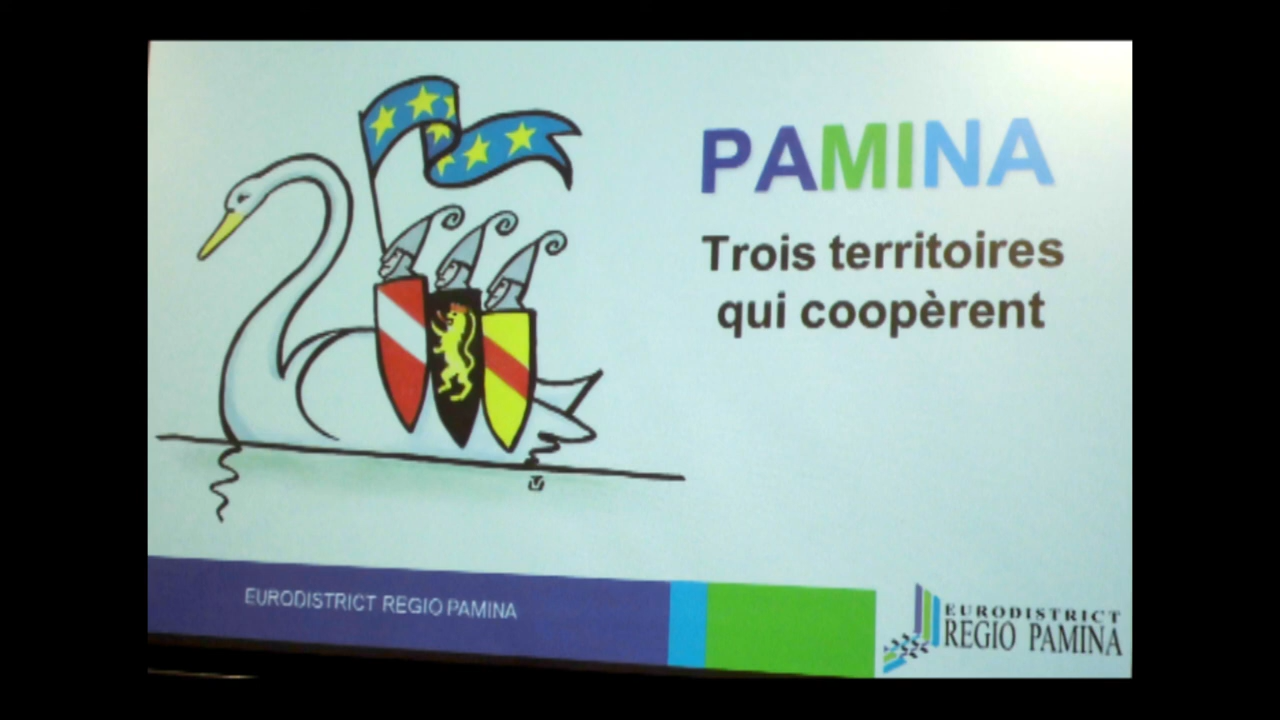 PAMINA
Trois territoires
qui coopèrent
EURODISTRICT REGIO PAMINA
EURODISTRICT
REGIO PAMINA